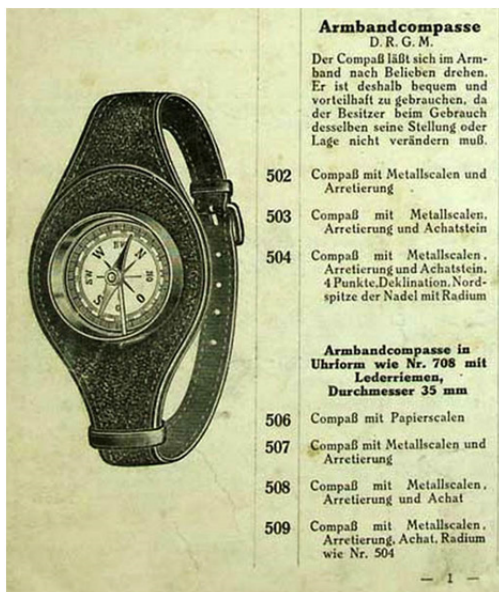 Armbandcompasse
D. R. G. M.
Der Compaß läßt sich im Arm-
band nach Belieben drehen.
Er ist deshalb bequem und
vorteilhaft zu gebrauchen, da
der Besitzer beim Gebrauch
desselben seine Stellung oder
Lage nicht verändern muß.
502 Compaß mit Metallscalen und
Arretierung
503 Compaß mit Metallscalen,
Arretierung und Achatstein
504 Compaß mit Metallscalen,
Arretierung und Achatstein,
4 Punkte, Deklination, Nord-
spitze der Nadel mit Radium
Armbandcompasse in
Uhrform wie Nr. 708 mit
Lederriemen,
Durchmesser 35 mm
506 Compaß mit Papierscalen
507 Compaß mit Metallscalen und
Arretierung
508 Compaß mit Metallscalen,
Arretierung und Achat
509 Compaß mit Metallscalen,
Arretierung, Achat, Radium
wie Nr. 504
— 1 —
NW
N
W
NO
SW
O
S